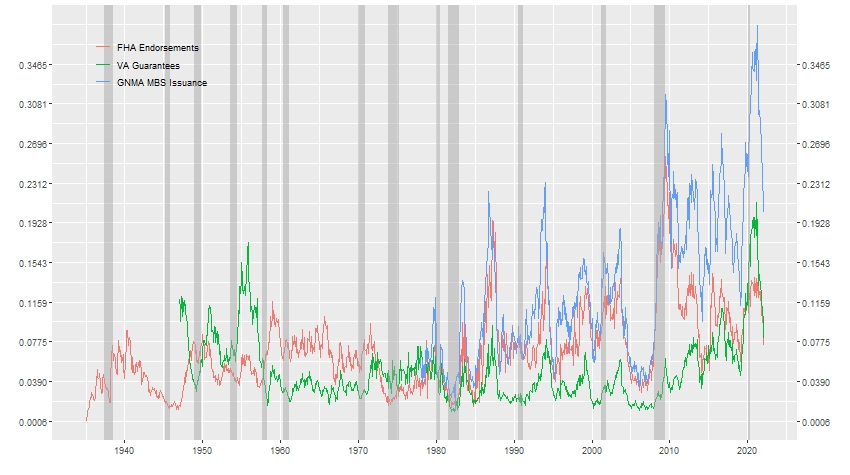 FHA Endorsements
VA Guarantees
GNMA MBS Issuance
0.3465 0.3465
0.3081 0.3081
0.2696 0.2696
0.2312 0.2312
0.1928 0.1928
0.1543 0.1543
0.1159 0.1159
0.0775 0.0775
0.0390 0.0390
0.0006 0.0006
1940 1950 1960 1970 1980 1990 2000 2010 2020